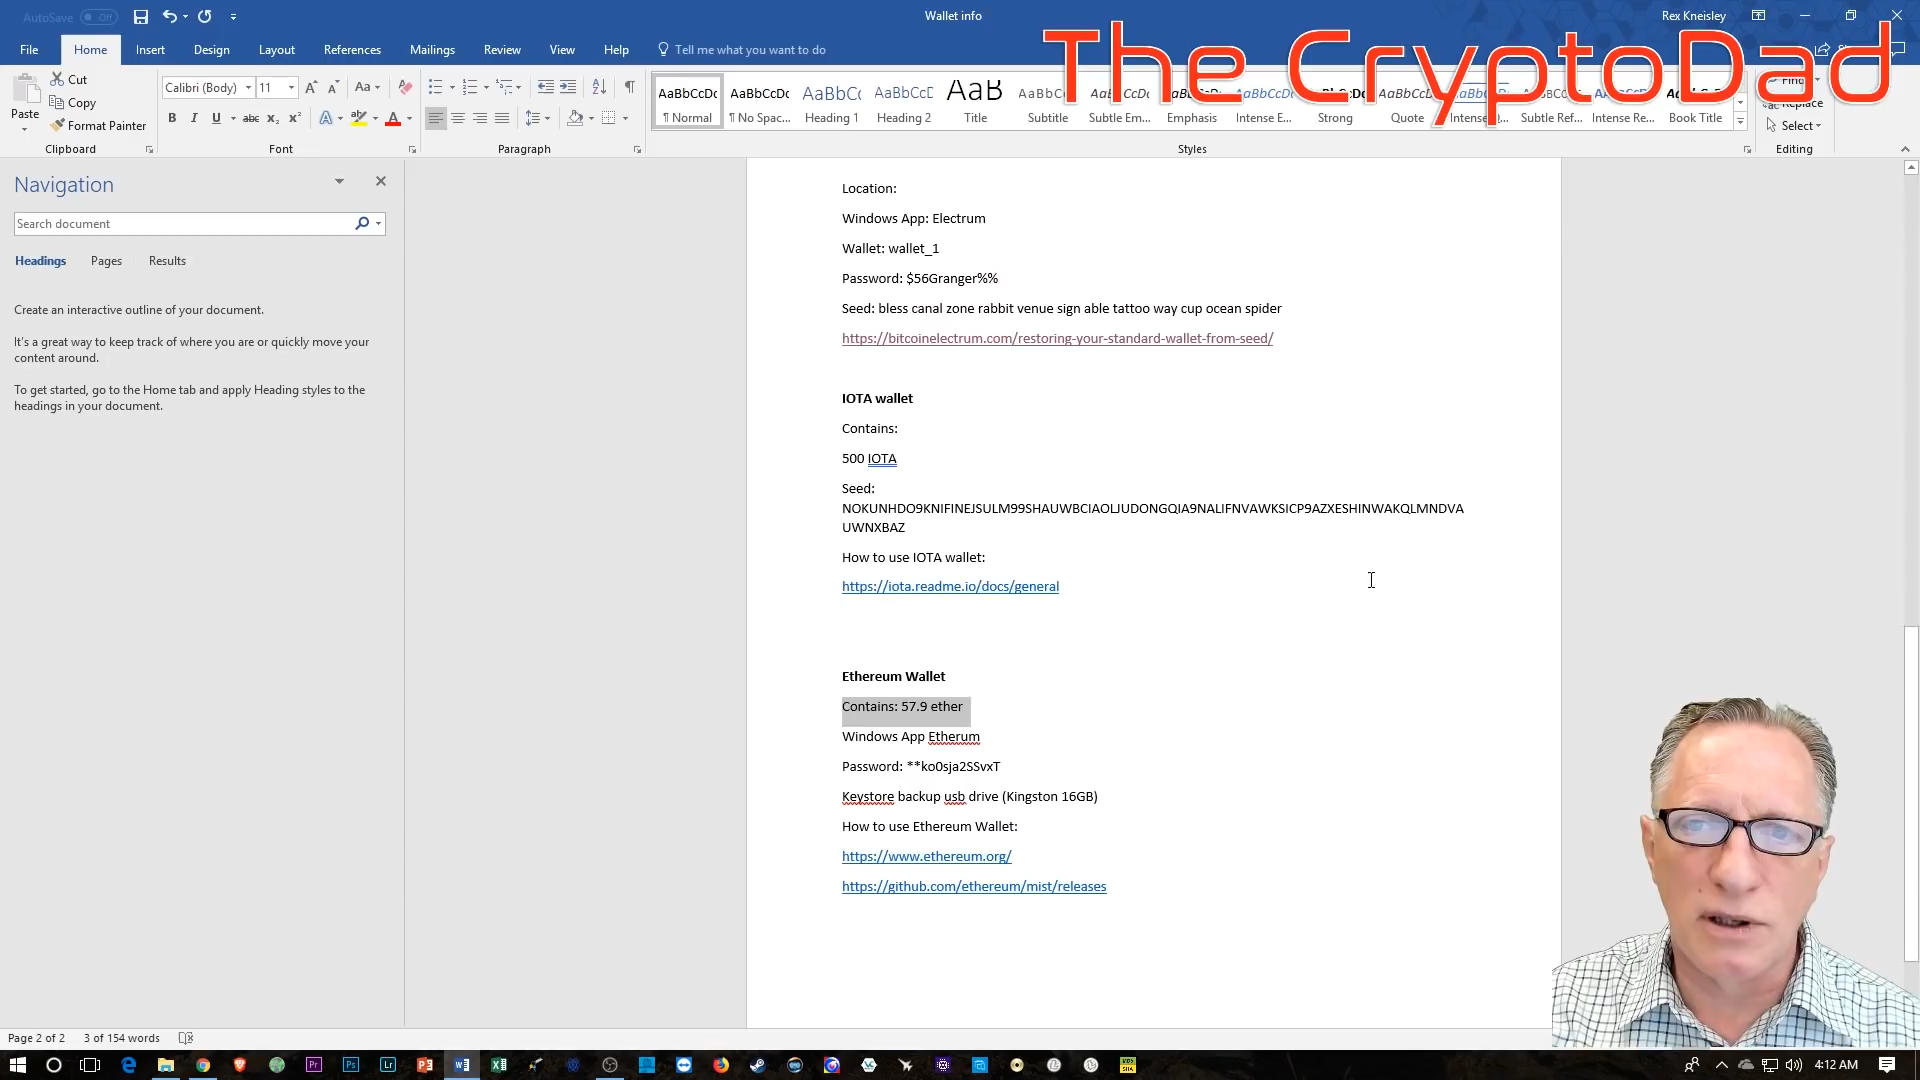 AutoSave Off
Wallet info
Rex Kneisley
The CryptoDad
File Home Insert Design Layout References Mailings Review View Help Tell me what you want to do
Paste
Cut
Copy
Format Painter
Clipboard
Calibri (Body) 11
Font
Paragraph
AaBbCcDc AaBbCcDc AaBbCc AaBbCcD AaB
¶ Normal ¶ No Spac... Heading 1 Heading 2 Title Subtitle Subtle Em... Emphasis Intense E... Strong Quote Intense Q... Subtle Ref... Intense Re... Book Title
Styles
Find
Replace
Select
Editing
Navigation
Search document
Headings Pages Results
Create an interactive outline of your document.
It's a great way to keep track of where you are or quickly move your
content around.
To get started, go to the Home tab and apply Heading styles to the
headings in your document.
Location:
Windows App: Electrum
Wallet: wallet_1
Password: $56Granger%%
Seed: bless canal zone rabbit venue sign able tattoo way cup ocean spider
https://bitcoinelectrum.com/restoring-your-standard-wallet-from-seed/
IOTA wallet
Contains:
500 IOTA
Seed:
NOKUNHDO9KNIFINEJSULM99SHAUWBCIAOLJUDONGQIA9NALIFNVAWKSICP9AZXESHINWAKQLMNDVA
UWNXBAZ
How to use IOTA wallet:
https://iota.readme.io/docs/general
Ethereum Wallet
Contains: 57.9 ether
Windows App Etherum
Password: **ko0sja2SSvxT
Keystore backup usb drive (Kingston 16GB)
How to use Ethereum Wallet:
https://www.ethereum.org/
https://github.com/ethereum/mist/releases
Page 2 of 2 3 of 154 words
4:12 AM